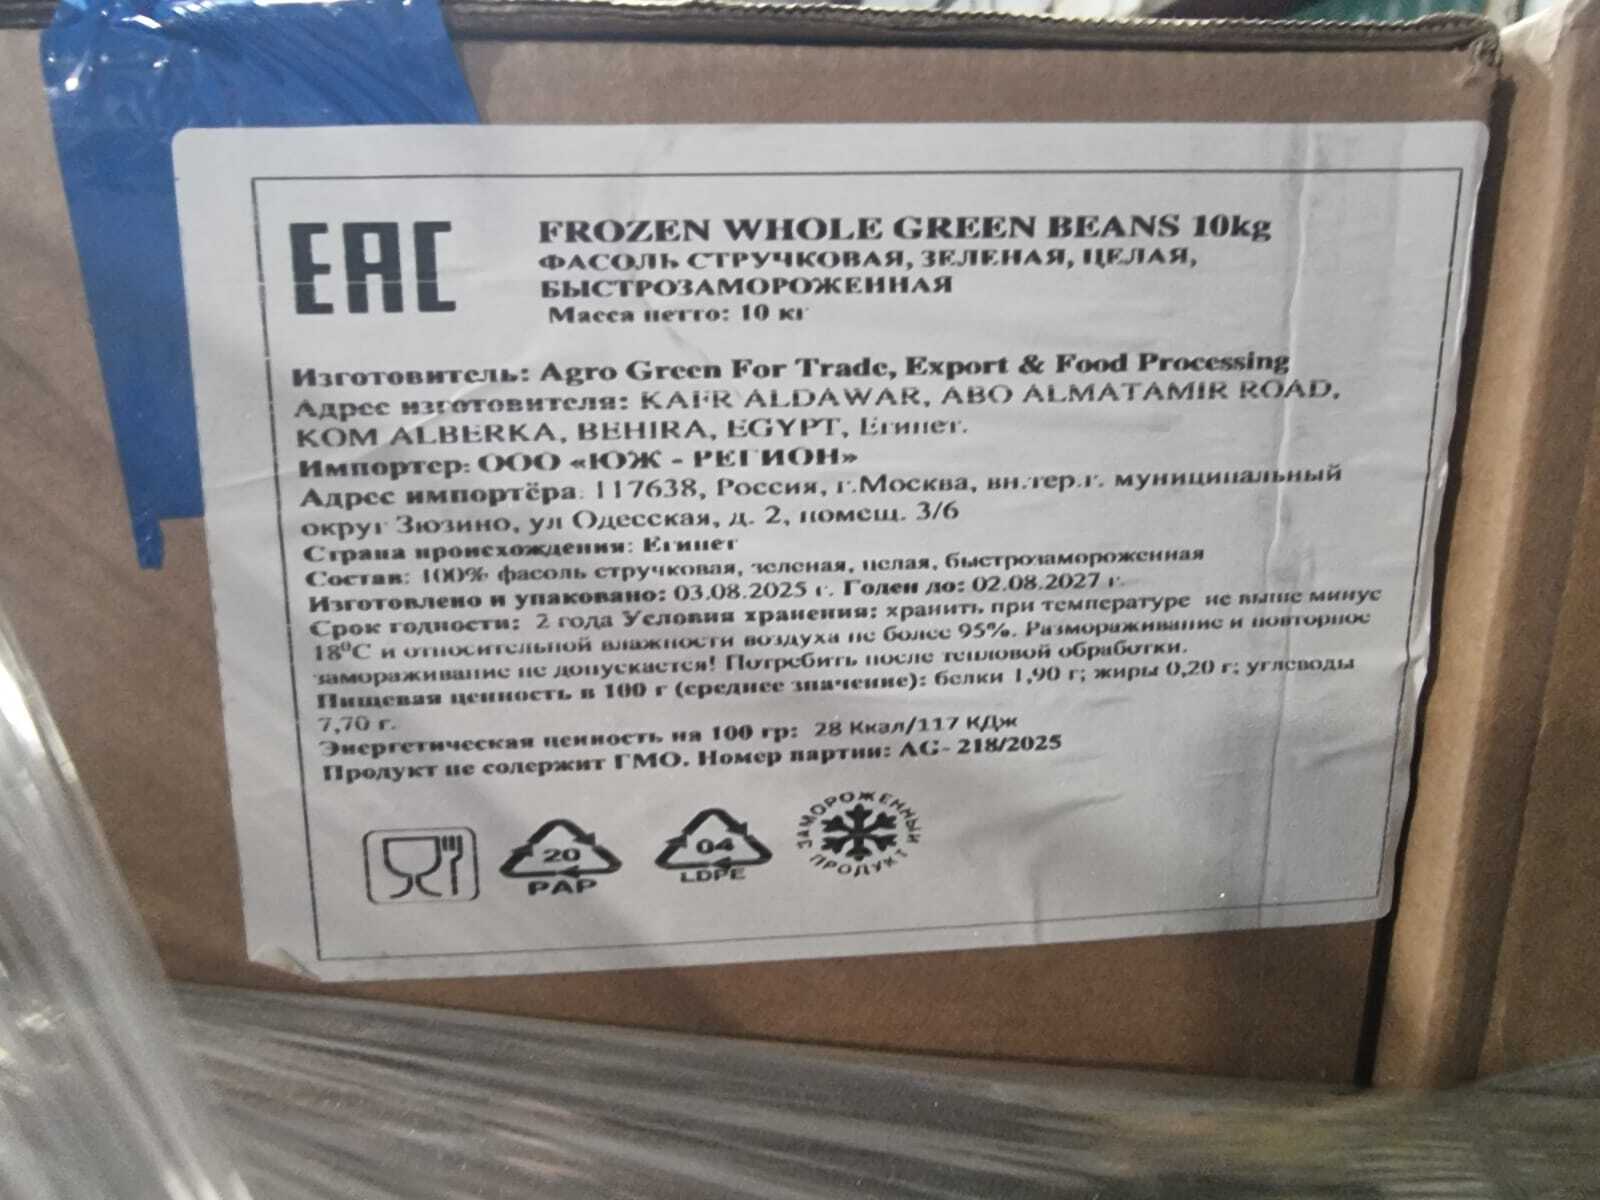 EAC
FROZEN WHOLE GREEN BEANS 10kg
ФАСОЛЬ СТРУЧКОВАЯ, ЗЕЛЕНАЯ, ЦЕЛАЯ,
БЫСТРОЗАМОРОЖЕННАЯ
Масса нетто: 10 кг
Изготовитель: Agro Green For Trade, Export & Food Processing
Адрес изготовителя: KAFR ALDAWAR, ABO ALMATAMIR ROAD,
KOM ALBERKA, BEHIRA, EGYPT, Египет.
Импортер: ООО «ЮЖ - РЕГИОН»
Адрес импортёра: 117638, Россия, г.Москва, вн.тер.г. муниципальный
округ Зюзино, ул Одесская, д. 2, помещ. 3/6
Страна происхождения: Египет
Состав: 100% фасоль стручковая, зеленая, целая, быстрозамороженная
Изготовлено и упаковано: 03.08.2025 г. Годен до: 02.08.2027 г.
Срок годности: 2 года Условия хранения: хранить при температуре не выше минус
18⁰С и относительной влажности воздуха не более 95%. Размораживание и повторное
замораживание не допускается! Потребить после тепловой обработки.
Пищевая ценность в 100 г (среднее значение): белки 1,90 г; жиры 0,20 г; углеводы
7,70 г.
Энергетическая ценность на 100 гр: 28 Ккал/117 КДж
Продукт не содержит ГМО. Номер партии: AG- 218/2025
20
PAP
04
LDPE
ЗАМОРОЖЕННЫЙ
ПРОДУКТ